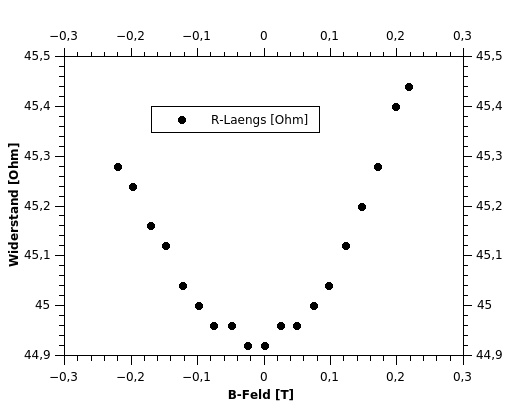 −0,3 −0,2 −0,1 0 0,1 0,2 0,3
45,5 45,5
45,4 45,4
R-Laengs [Ohm]
45,3 45,3
Widerstand [Ohm]
45,2 45,2
45,1 45,1
45 45
44,9 44,9
−0,3 −0,2 −0,1 0 0,1 0,2 0,3
B-Feld [T]